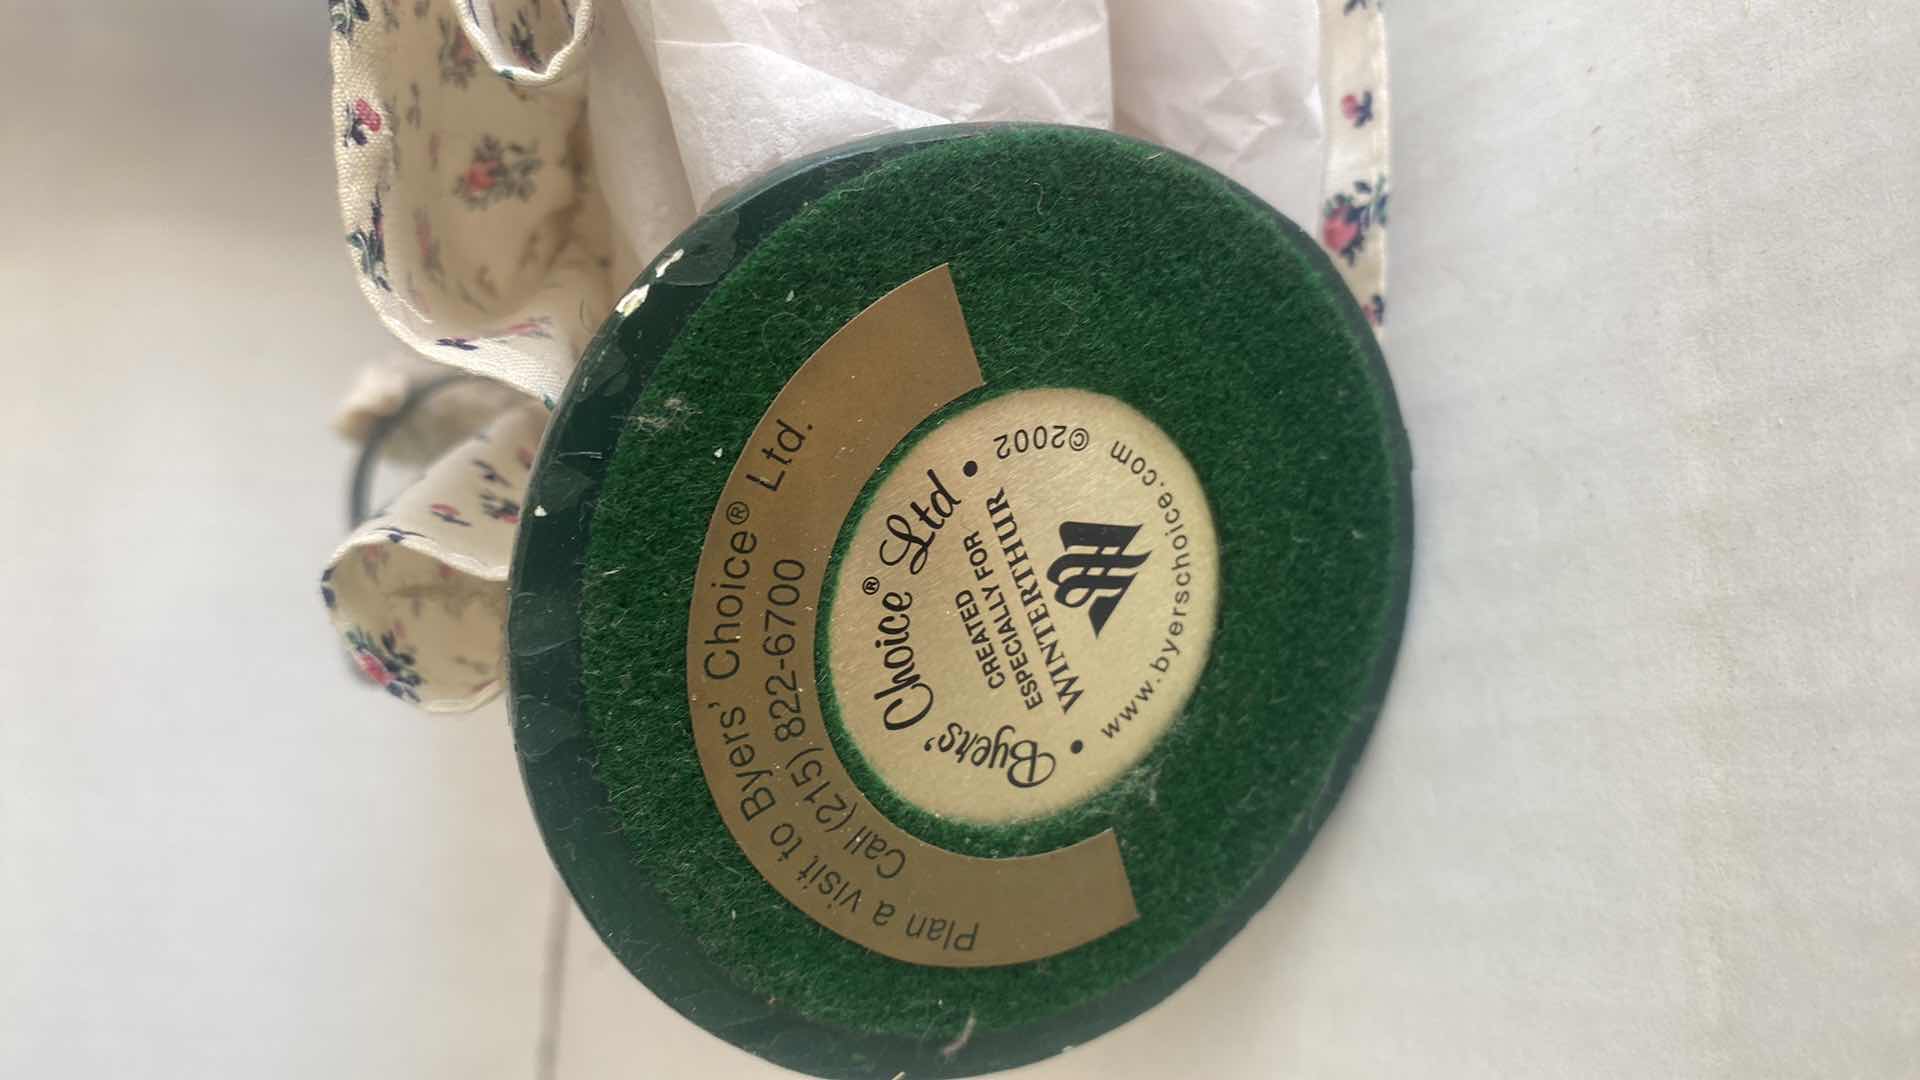 Plan a visit to Byers' Choice® Ltd.
Call (215) 822-6700
Byers' Choice® Ltd
CREATED
ESPECIALLY FOR
WINTERTHUR
• www.byerschoice.com ©2002 •